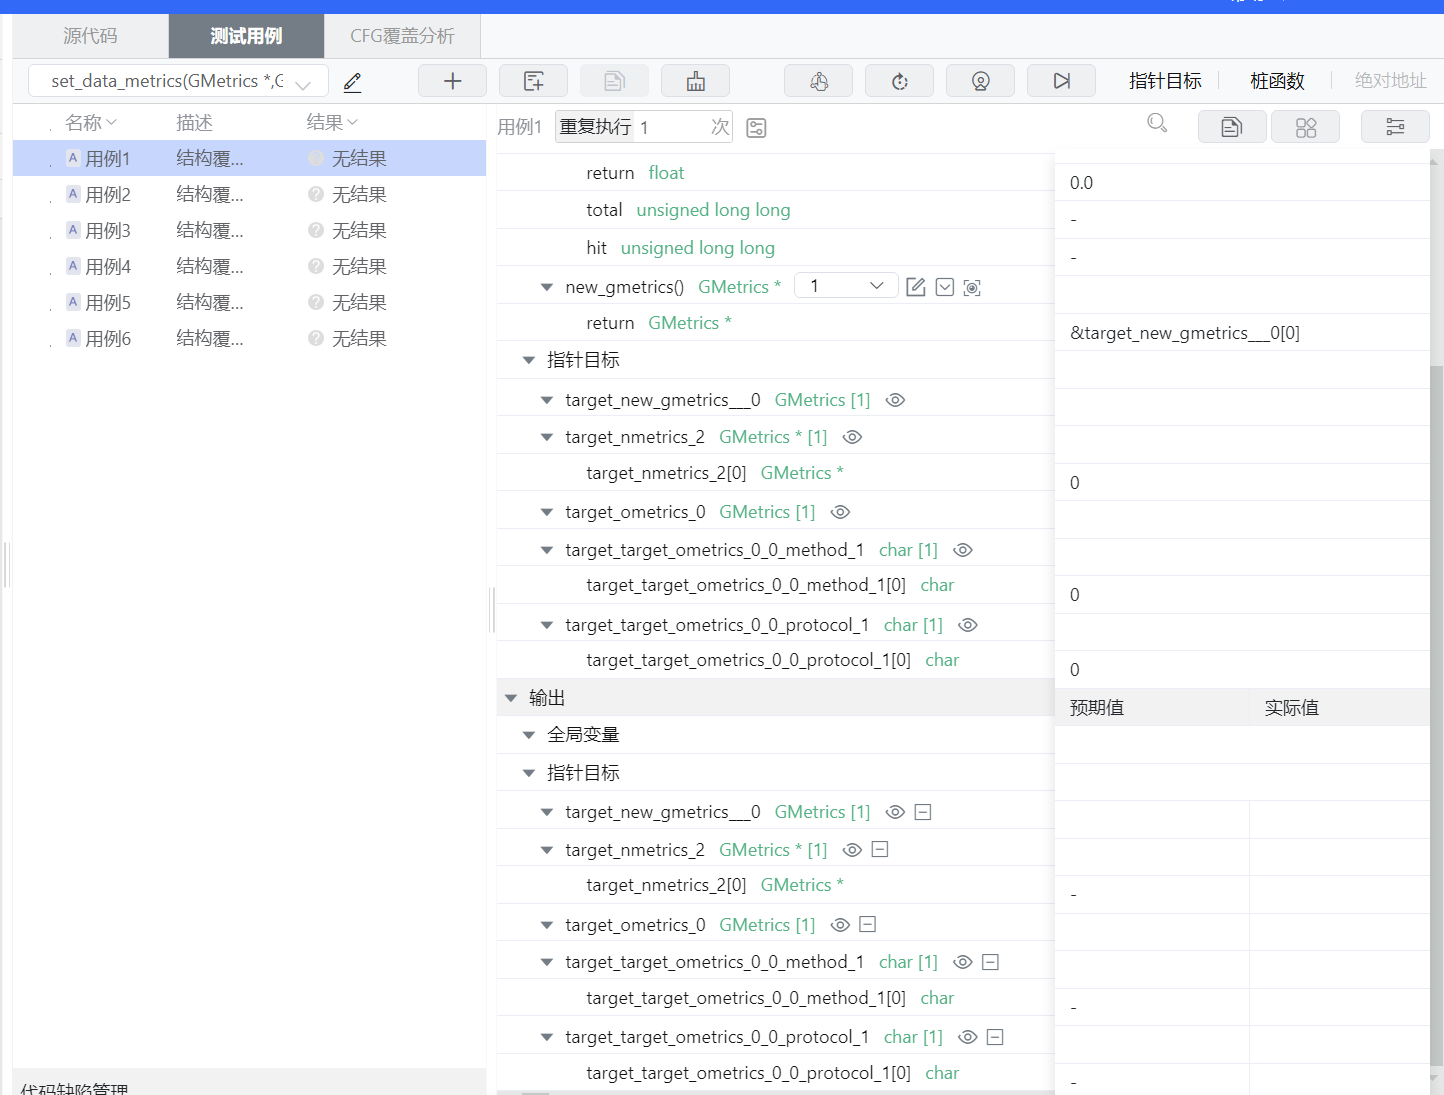 源代码
测试用例
CFG覆盖分析
set_data_metrics(GMetrics *,G
指针目标
桩函数
绝对地址
名称
描述
结果
用例1
重复执行 1 次
A 用例1 结构覆... ? 无结果
A 用例2 结构覆... ? 无结果
A 用例3 结构覆... ? 无结果
A 用例4 结构覆... ? 无结果
A 用例5 结构覆... ? 无结果
A 用例6 结构覆... ? 无结果
return float 0.0
total unsigned long long -
hit unsigned long long -
new_gmetrics() GMetrics * 1
return GMetrics * &target_new_gmetrics___0[0]
指针目标
target_new_gmetrics___0 GMetrics [1]
target_nmetrics_2 GMetrics * [1]
target_nmetrics_2[0] GMetrics * 0
target_ometrics_0 GMetrics [1]
target_target_ometrics_0_0_method_1 char [1]
target_target_ometrics_0_0_method_1[0] char 0
target_target_ometrics_0_0_protocol_1 char [1]
target_target_ometrics_0_0_protocol_1[0] char 0
输出 预期值 实际值
全局变量
指针目标
target_new_gmetrics___0 GMetrics [1]
target_nmetrics_2 GMetrics * [1]
target_nmetrics_2[0] GMetrics * -
target_ometrics_0 GMetrics [1]
target_target_ometrics_0_0_method_1 char [1]
target_target_ometrics_0_0_method_1[0] char -
target_target_ometrics_0_0_protocol_1 char [1]
target_target_ometrics_0_0_protocol_1[0] char -
代码缺陷管理